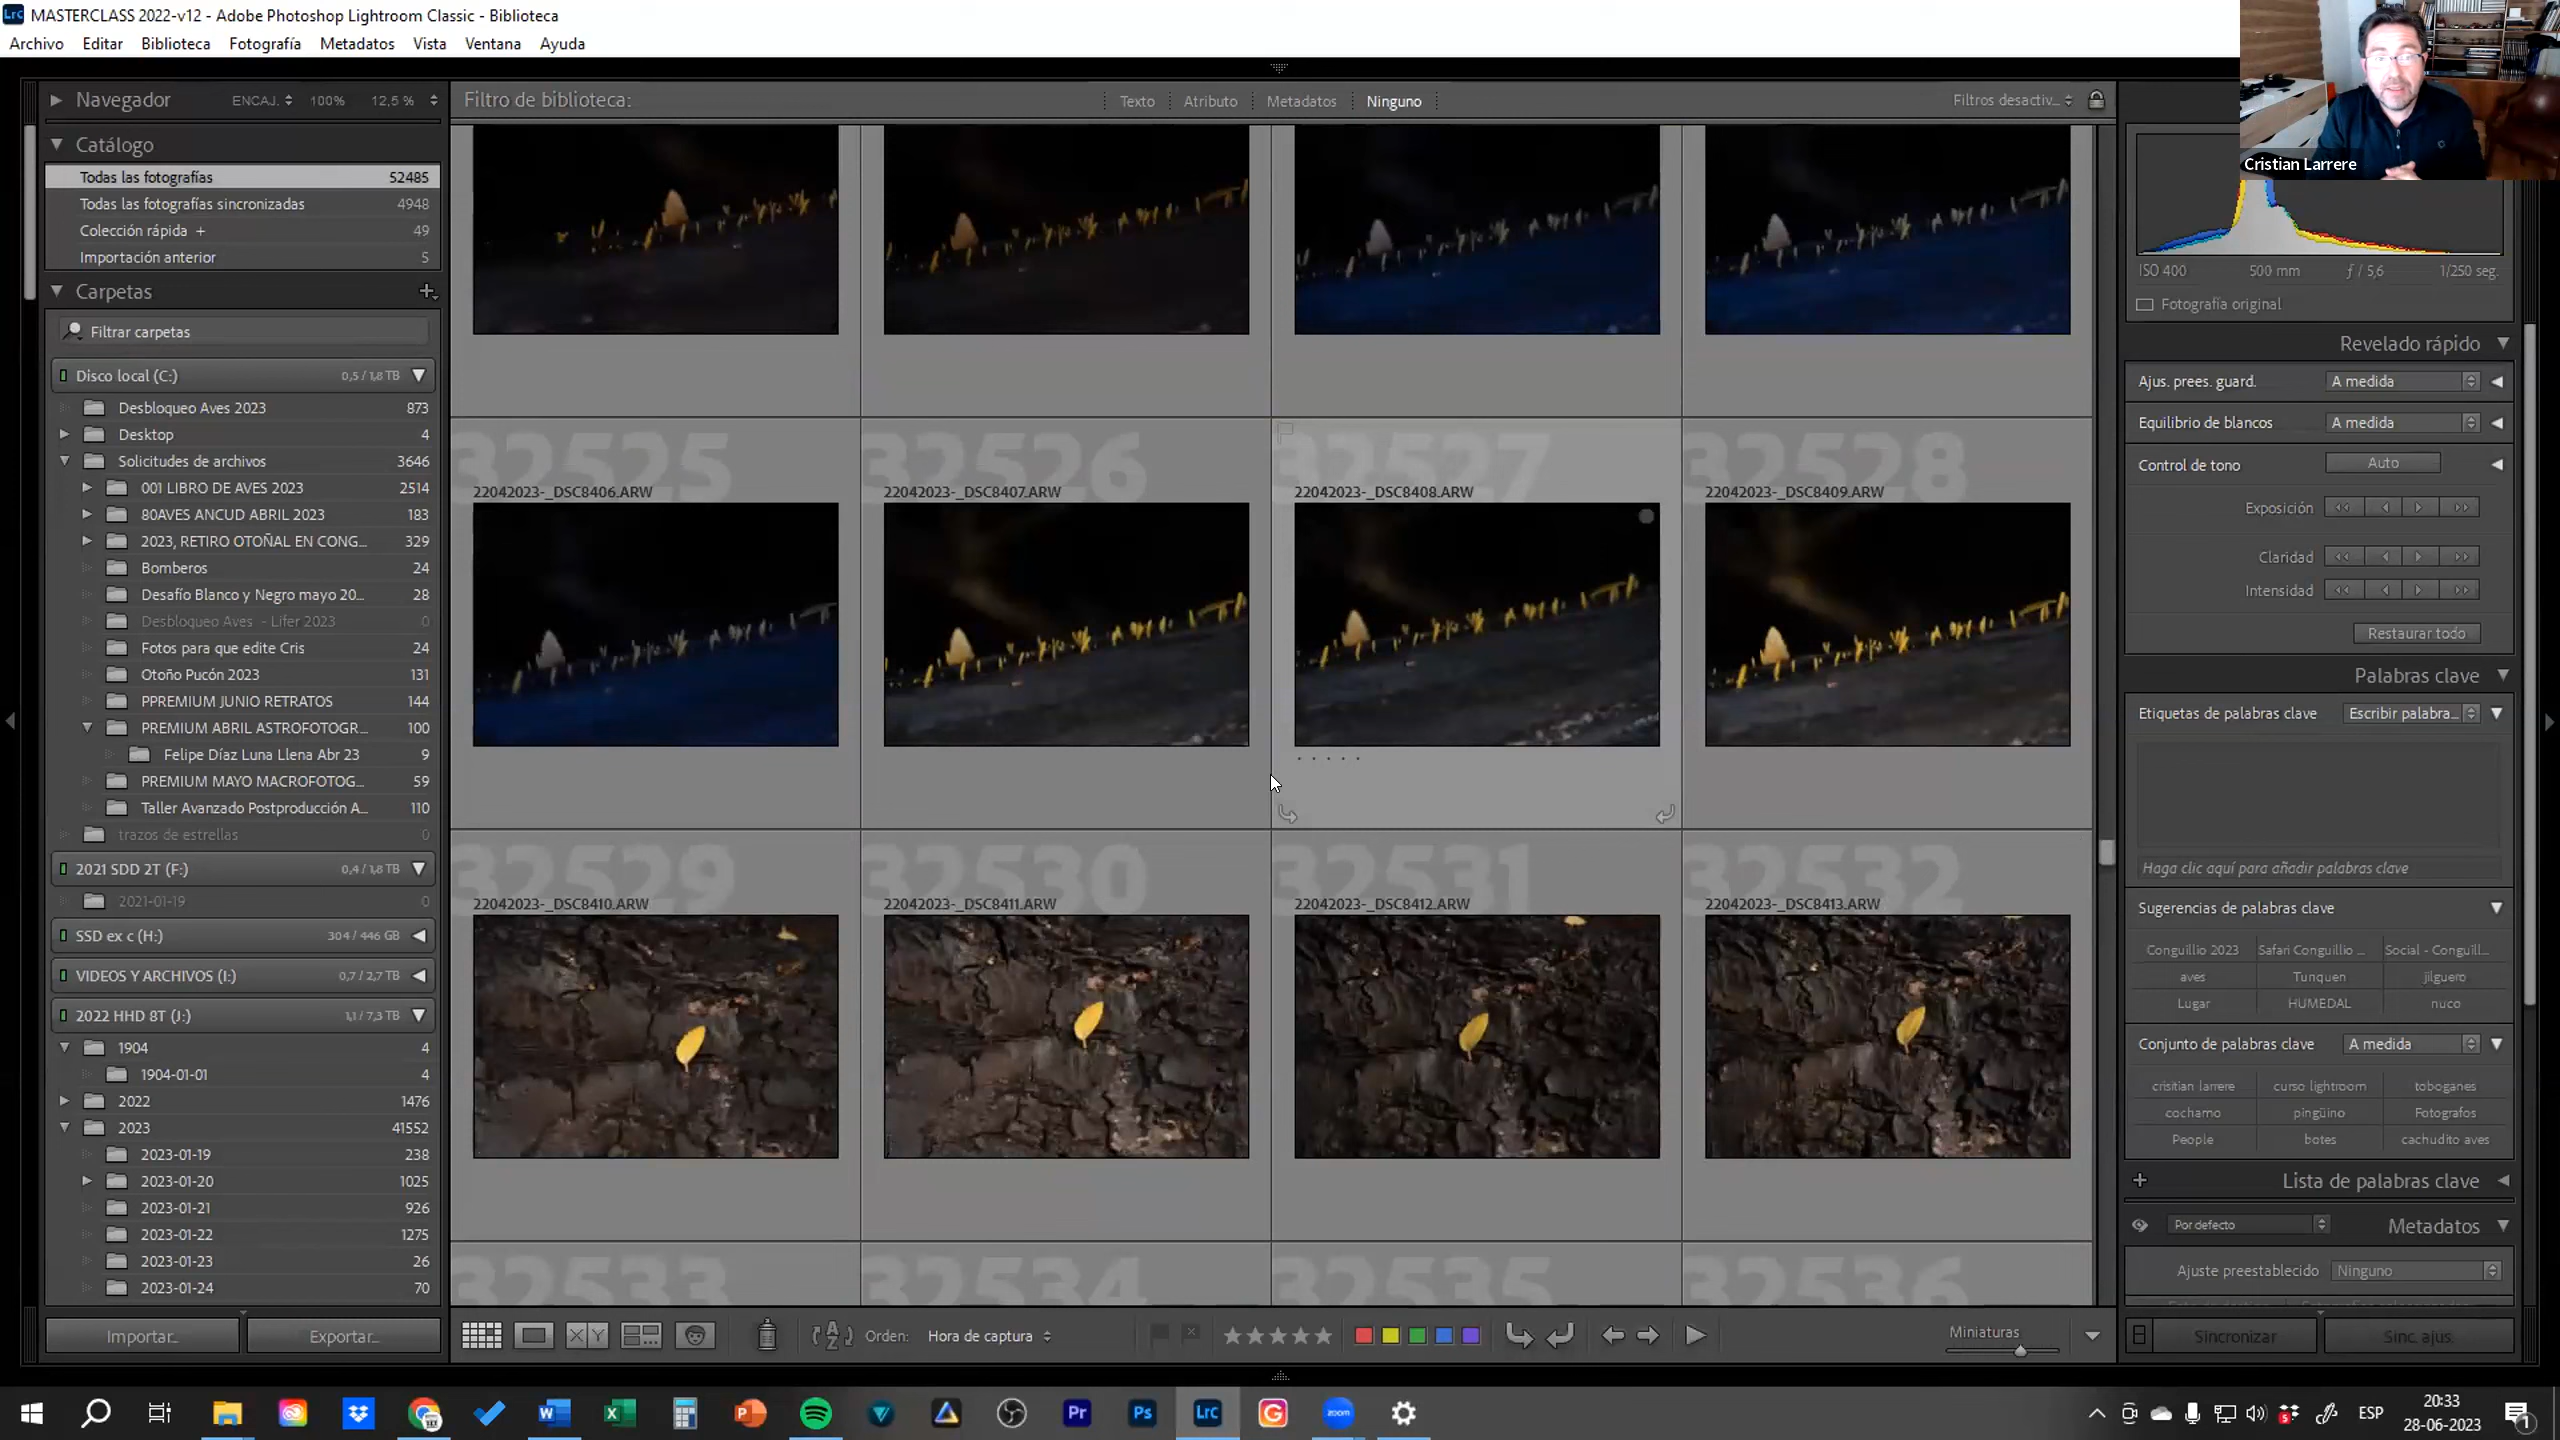 MASTERCLASS 2022-v12 - Adobe Photoshop Lightroom Classic - Biblioteca
Archivo Editar Biblioteca Fotografía Metadatos Vista Ventana Ayuda
Cristian Larrere
Navegador ENCAJ. 100% 12,5 %
Catálogo
Todas las fotografías 52485
Todas las fotografías sincronizadas 4948
Colección rápida + 49
Importación anterior 5
Carpetas
Filtrar carpetas
Disco local (C:) 0,5 / 1,8 TB
Desbloqueo Aves 2023 873
Desktop 4
Solicitudes de archivos 3646
001 LIBRO DE AVES 2023 2514
80AVES ANCUD ABRIL 2023 183
2023, RETIRO OTOÑAL EN CONG... 329
Bomberos 24
Desafío Blanco y Negro mayo 20... 28
Desbloqueo Aves - Lifer 2023 0
Fotos para que edite Cris 24
Otoño Pucón 2023 131
PPREMIUM JUNIO RETRATOS 144
PREMIUM ABRIL ASTROFOTOGR... 100
Felipe Díaz Luna Llena Abr 23 9
PREMIUM MAYO MACROFOTOG... 59
Taller Avanzado Postproducción A... 110
trazos de estrellas 0
2021 SDD 2T (F:) 0,4 / 1,8 TB
2021-01-19 0
SSD ex c (H:) 304 / 446 GB
VIDEOS Y ARCHIVOS (I:) 0,7 / 2,7 TB
2022 HHD 8T (J:) 1,1 / 7,3 TB
1904 4
1904-01-01 4
2022 1476
2023 41552
2023-01-19 238
2023-01-20 1025
2023-01-21 926
2023-01-22 1275
2023-01-23 26
2023-01-24 70
Importar... Exportar...
Filtro de biblioteca: Texto Atributo Metadatos Ninguno Filtros desactiv...
32525 32526 32527 32528
22042023-_DSC8406.ARW 22042023-_DSC8407.ARW 22042023-_DSC8408.ARW 22042023-_DSC8409.ARW
32529 32530 32531 32532
22042023-_DSC8410.ARW 22042023-_DSC8411.ARW 22042023-_DSC8412.ARW 22042023-_DSC8413.ARW
32533 32534 32535 32536
Orden: Hora de captura Miniaturas
ISO 400 500 mm ƒ / 5,6 1/250 seg.
Fotografía original
Revelado rápido
Ajus. prees. guard. A medida
Equilibrio de blancos A medida
Control de tono Auto
Exposición
Claridad
Intensidad
Restaurar todo
Palabras clave
Etiquetas de palabras clave Escribir palabra...
Haga clic aquí para añadir palabras clave
Sugerencias de palabras clave
Conguillio 2023 Safari Conguillio ... Social - Conguill...
aves Tunquen jilguero
Lugar HUMEDAL nuco
Conjunto de palabras clave A medida
cristian larrere curso lightroom toboganes
cochamo pingüino Fotografos
People botes cachudito aves
Lista de palabras clave
Por defecto Metadatos
Ajuste preestablecido Ninguno
Sincronizar Sinc. ajus.
Pr Ps LrC zoom
ESP 20:33
28-06-2023